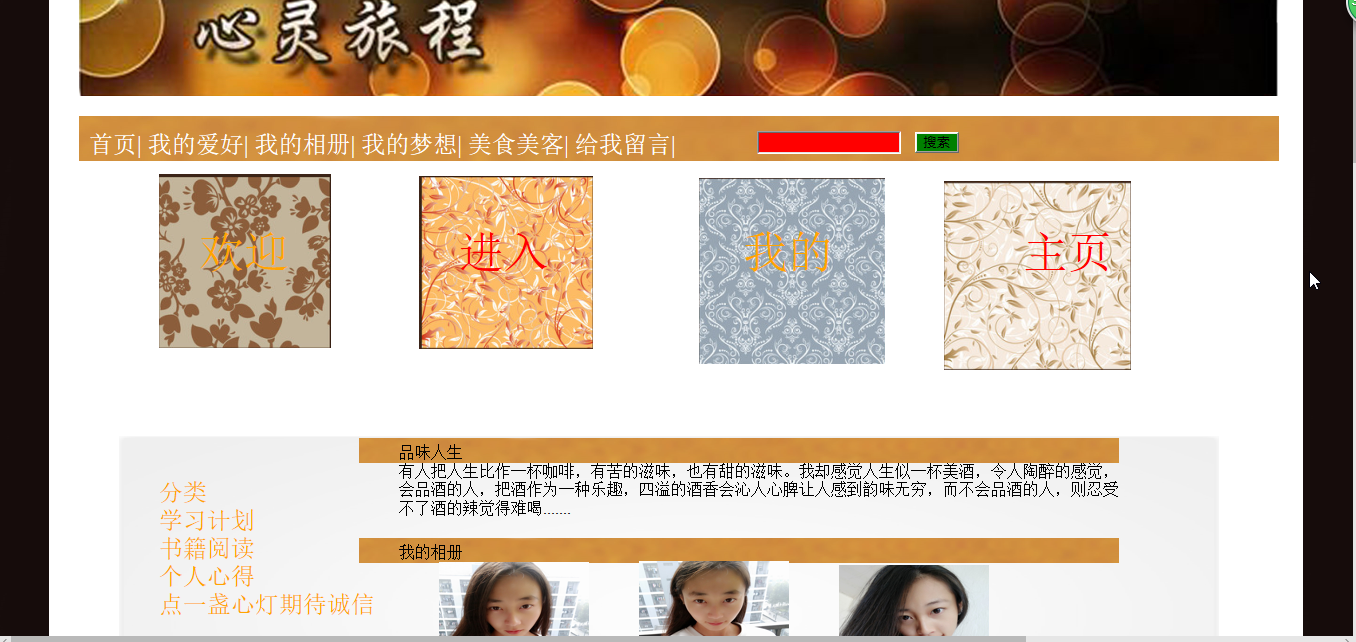 心灵旅程
首页| 我的爱好| 我的相册| 我的梦想| 美食美客| 给我留言|
搜索
欢迎
进入
我的
主页
品味人生
有人把人生比作一杯咖啡，有苦的滋味，也有甜的滋味。我却感觉人生似一杯美酒，令人陶醉的感觉，
会品酒的人，把酒作为一种乐趣，四溢的酒香会沁人心脾让人感到韵味无穷，而不会品酒的人，则忍受
不了酒的辣觉得难喝.......
分类
学习计划
书籍阅读
个人心得
点一盏心灯期待诚信
我的相册